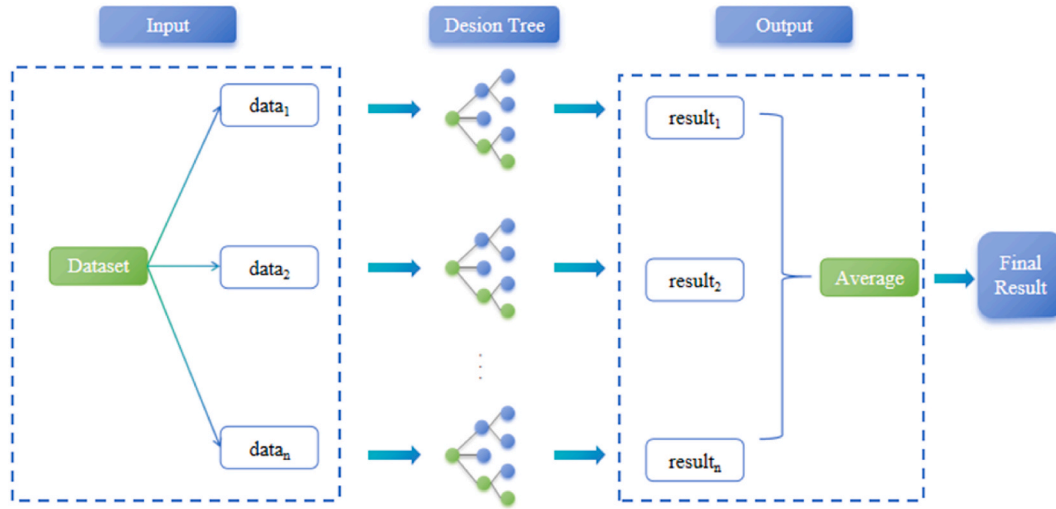 Input
Desion Tree
Output
data1
result1
Dataset
data2
result2
Average
Final
Result
datan
resultn